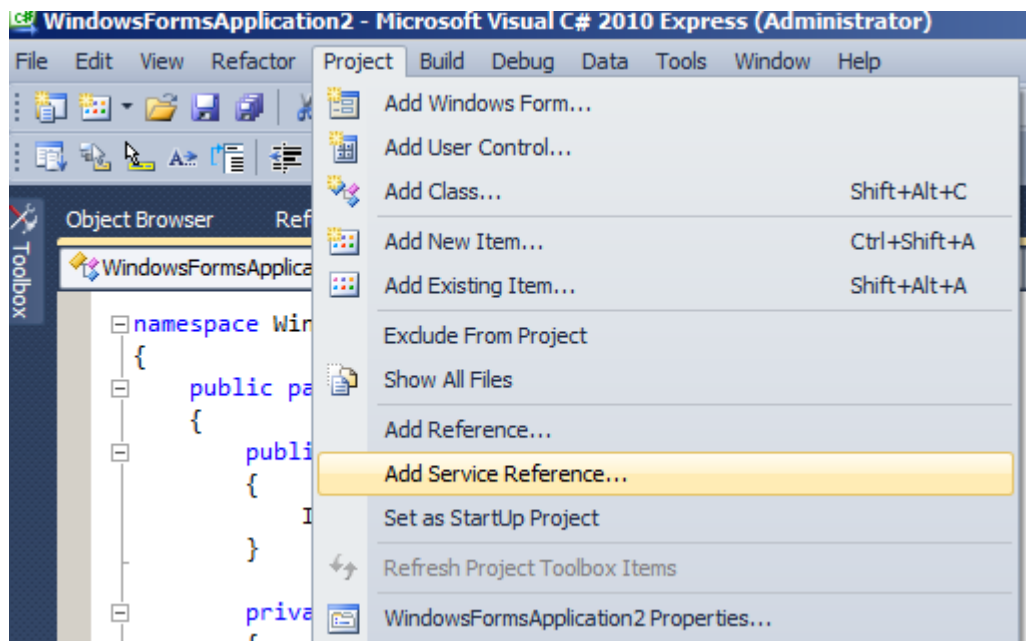 WindowsFormsApplication2 - Microsoft Visual C# 2010 Express (Administrator)
File Edit View Refactor Project Build Debug Data Tools Window Help
Add Windows Form...
Add User Control...
Add Class... Shift+Alt+C
Add New Item... Ctrl+Shift+A
Add Existing Item... Shift+Alt+A
Exclude From Project
Show All Files
Add Reference...
Add Service Reference...
Set as StartUp Project
Refresh Project Toolbox Items
WindowsFormsApplication2 Properties...
Toolbox
Object Browser Ref
WindowsFormsApplica
namespace Win
{
public pa
{
publi
{
I
}
priva
{